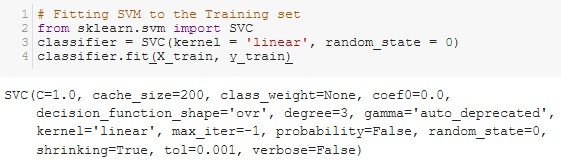 1 # Fitting SVM to the Training set
2 from sklearn.svm import SVC
3 classifier = SVC(kernel = 'linear', random_state = 0)
4 classifier.fit(X_train, y_train)
SVC(C=1.0, cache_size=200, class_weight=None, coef0=0.0,
decision_function_shape='ovr', degree=3, gamma='auto_deprecated',
kernel='linear', max_iter=-1, probability=False, random_state=0,
shrinking=True, tol=0.001, verbose=False)